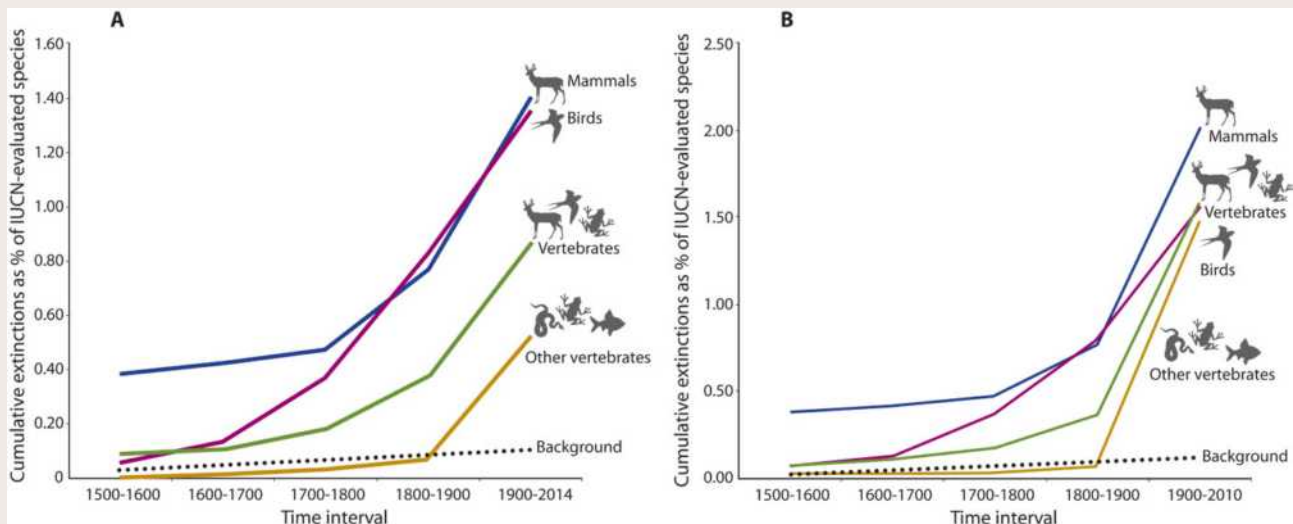 A
Cumulative extinctions as % of IUCN-evaluated species
1.60
1.40
1.20
1.00
0.80
0.60
0.40
0.20
0
Mammals
Birds
Vertebrates
Other vertebrates
Background
1500-1600 1600-1700 1700-1800 1800-1900 1900-2014
Time interval
B
Cumulative extinctions as % of IUCN-evaluated species
2.50
2.00
1.50
1.00
0.50
0.00
Mammals
Vertebrates
Birds
Other vertebrates
Background
1500-1600 1600-1700 1700-1800 1800-1900 1900-2010
Time interval